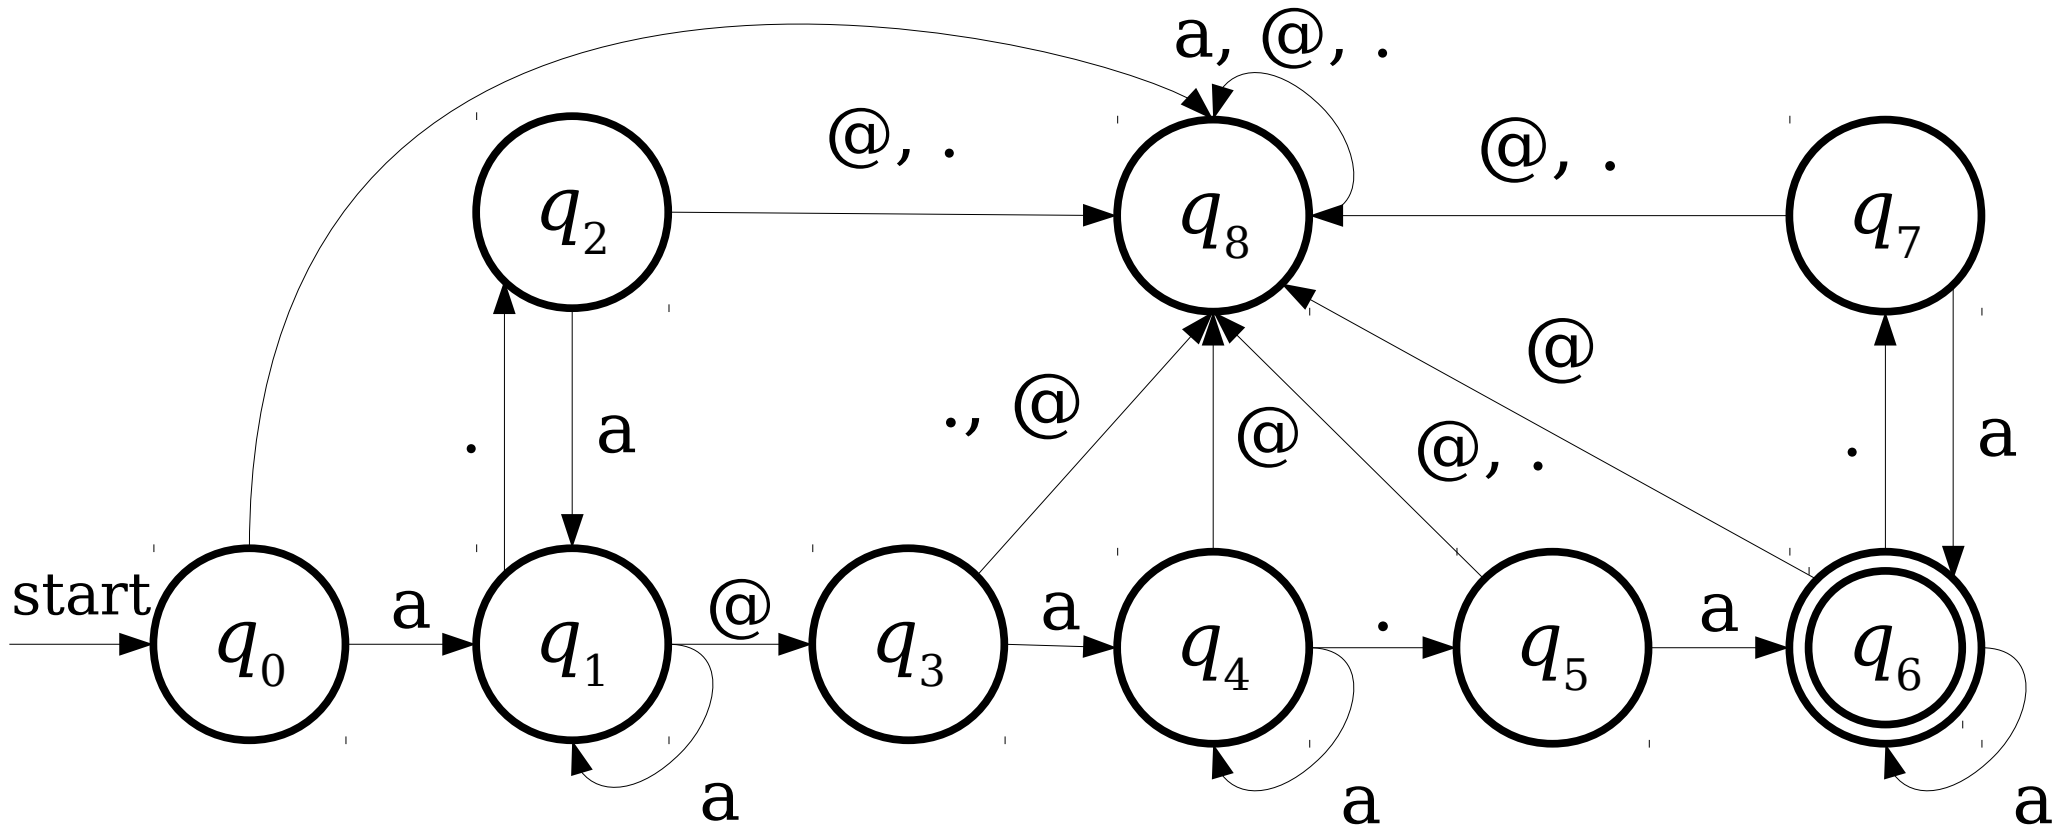 a, @, .
@, .
@, .
q2
q8
q7
@
., @
@
@, .
.
a
.
a
start
a
@
a
.
a
q0
q1
q3
q4
q5
q6
a
a
a